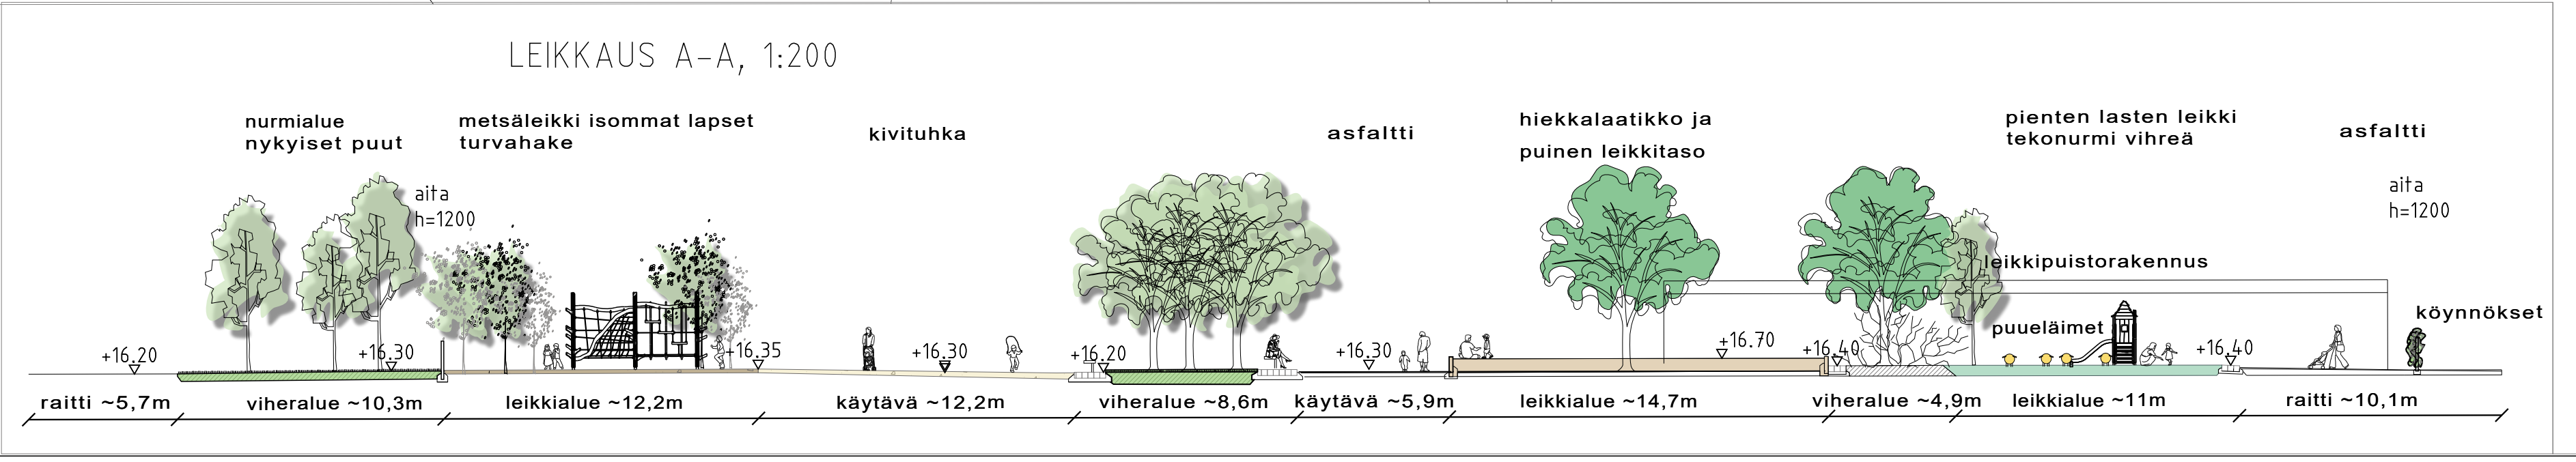 LEIKKAUS A-A, 1:200
nurmialue
nykyiset puut
metsäleikki isommat lapset
turvahake
kivituhka
asfaltti
hiekkalaatikko ja
puinen leikkitaso
pienten lasten leikki
tekonurmi vihreä
asfaltti
aita
h=1200
aita
h=1200
leikkipuistorakennus
puueläimet
köynnökset
+16.20
+16.30
+16.35
+16.30
+16.20
+16.30
+16.70
+16.40
+16.40
raitti ~5,7m
viheralue ~10,3m
leikkialue ~12,2m
käytävä ~12,2m
viheralue ~8,6m
käytävä ~5,9m
leikkialue ~14,7m
viheralue ~4,9m
leikkialue ~11m
raitti ~10,1m